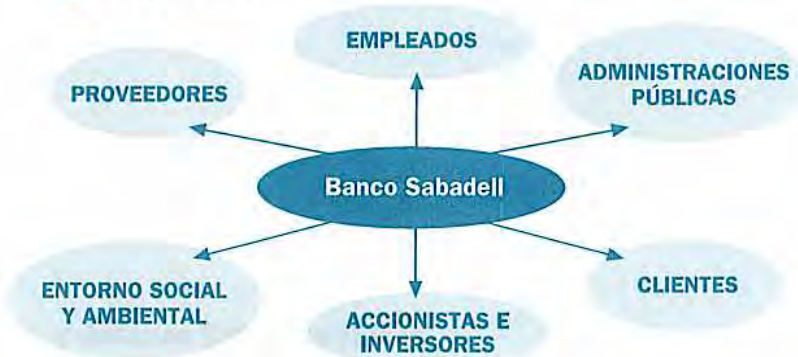 EMPLEADOS
PROVEEDORES
ADMINISTRACIONES
PÚBLICAS
Banco Sabadell
ENTORNO SOCIAL
Y AMBIENTAL
ACCIONISTAS E
INVERSORES
CLIENTES